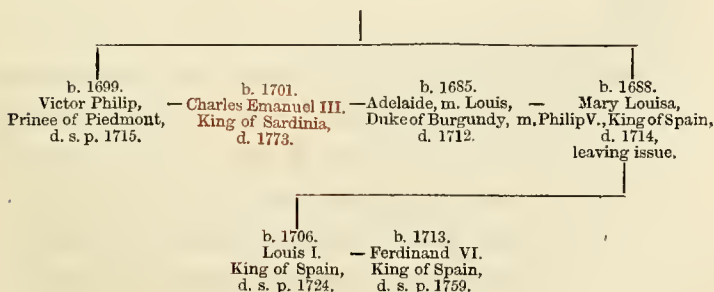 b. 1699.
Victor Philip,
Prince of Piedmont,
d. s. p. 1715.
— b. 1701.
Charles Emanuel III.
King of Sardinia,
d. 1773.
— b. 1685.
Adelaide, m. Louis,
Duke of Burgundy,
d. 1712.
— b. 1688.
Mary Louisa,
m. Philip V., King of Spain,
d. 1714,
leaving issue.
b. 1706.
Louis I.
King of Spain,
d. s. p. 1724.
— b. 1713.
Ferdinand VI.
King of Spain,
d. s. p. 1759.